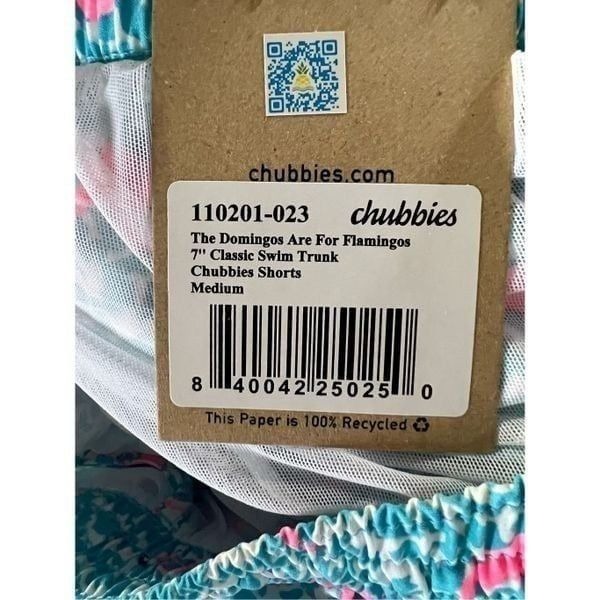 chubbies.com
110201-023 chubbies
The Domingos Are For Flamingos
7" Classic Swim Trunk
Chubbies Shorts
Medium
8 40042 25025 0
This Paper is 100% Recycled